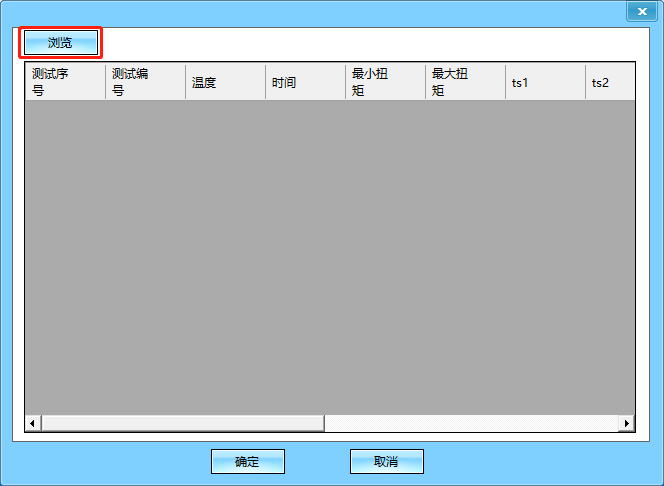 浏览
测试序
号
测试编
号
温度
时间
最小扭
矩
最大扭
矩
ts1
ts2
确定
取消